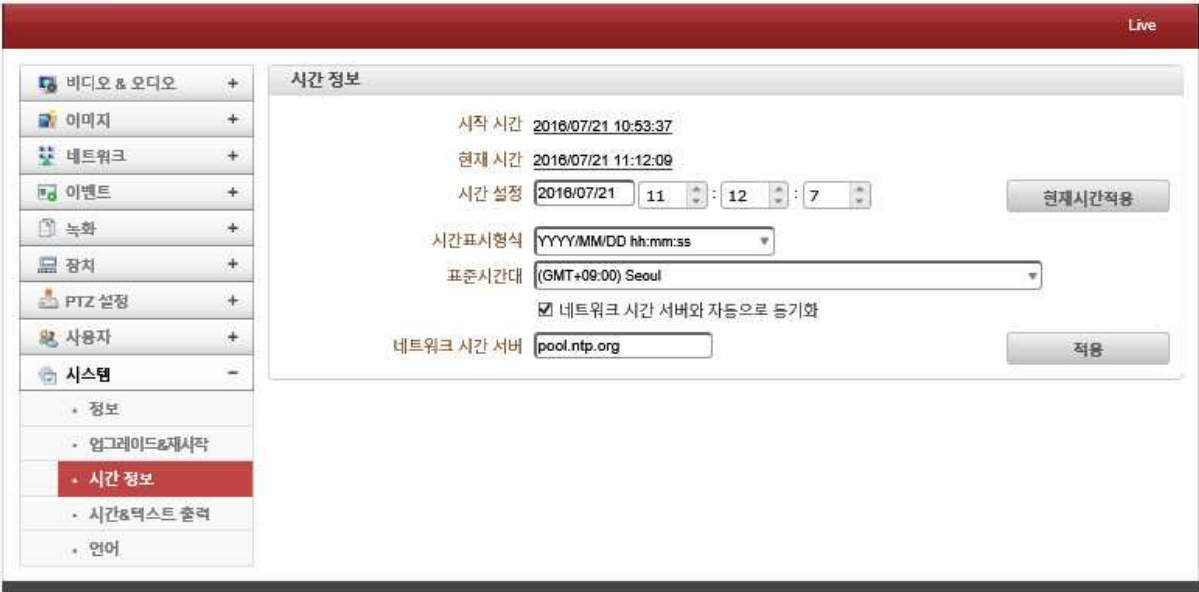 Live
비디오 & 오디오 +
이미지 +
네트워크 +
이벤트 +
녹화 +
장치 +
PTZ 설정 +
사용자 +
시스템 -
정보
업그레이드&재시작
시간 정보
시간&텍스트 출력
언어
시간 정보
시작 시간 2016/07/21 10:53:37
현재 시간 2016/07/21 11:12:09
시간 설정 2016/07/21 11 : 12 : 7 현재시간적용
시간표시형식 YYYY/MM/DD hh:mm:ss
표준시간대 (GMT+09:00) Seoul
네트워크 시간 서버와 자동으로 동기화
네트워크 시간 서버 pool.ntp.org 적용